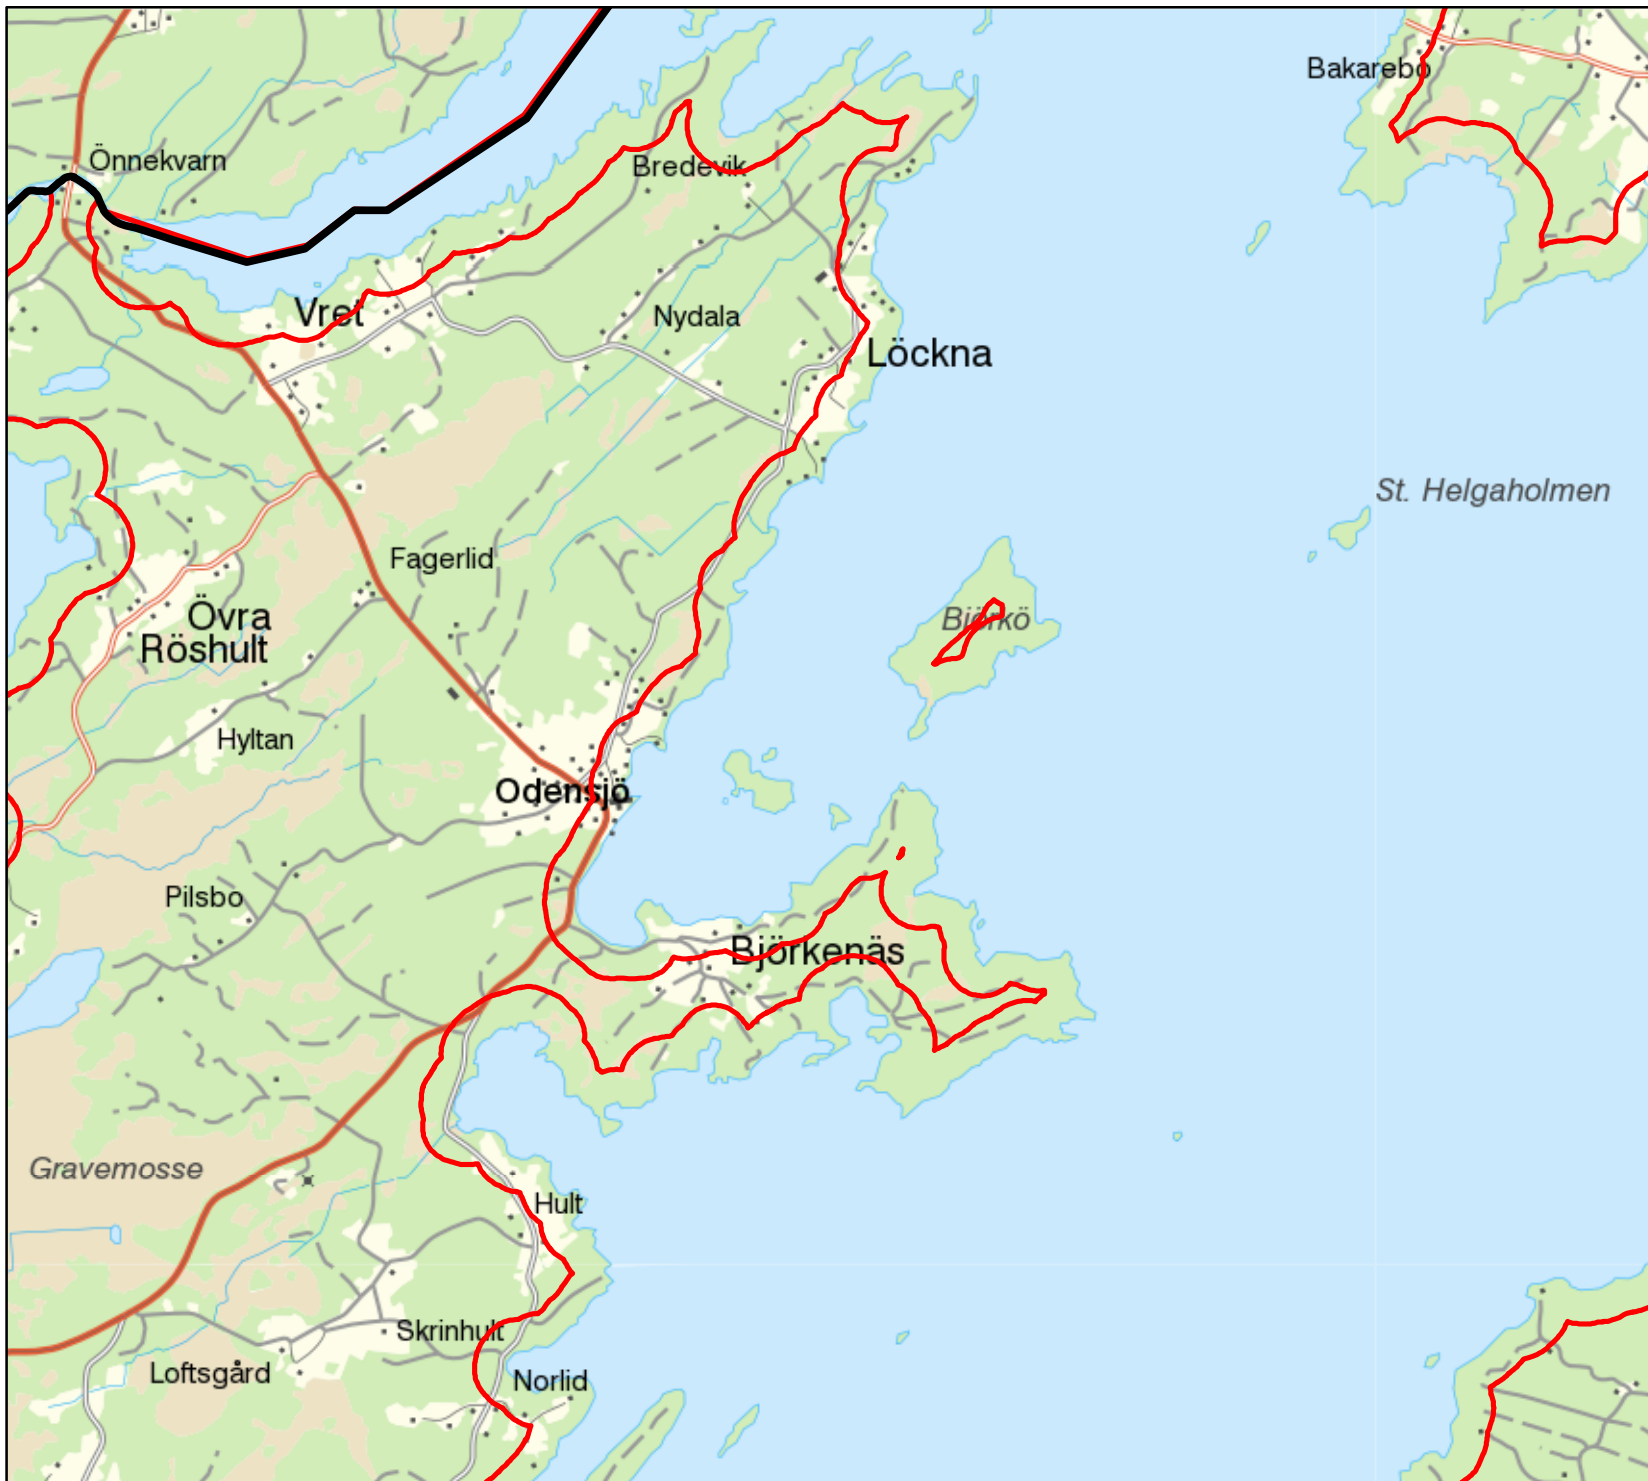 Bakarebo
Önnekvarn
Bredevik
Vret
Nydala
Löckna
St. Helgaholmen
Fagerlid
Övra
Röshult
Björkö
Hyltan
Odensjö
Pilsbo
Björkenäs
Gravemosse
Hult
Skrinhult
Loftsgård
Norlid